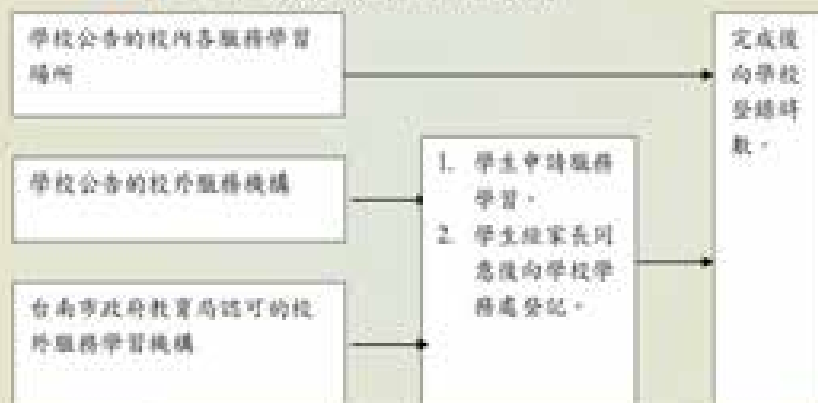 學校公告的校內各服務學習
場所
學校公告的校外服務機構
台南市政府教育局認可的校
外服務學習機構
1. 學生申請服務
學習。
2. 學生經家長同
意後向學校學
務處登記。
完成後
向學校
登錄時
數。